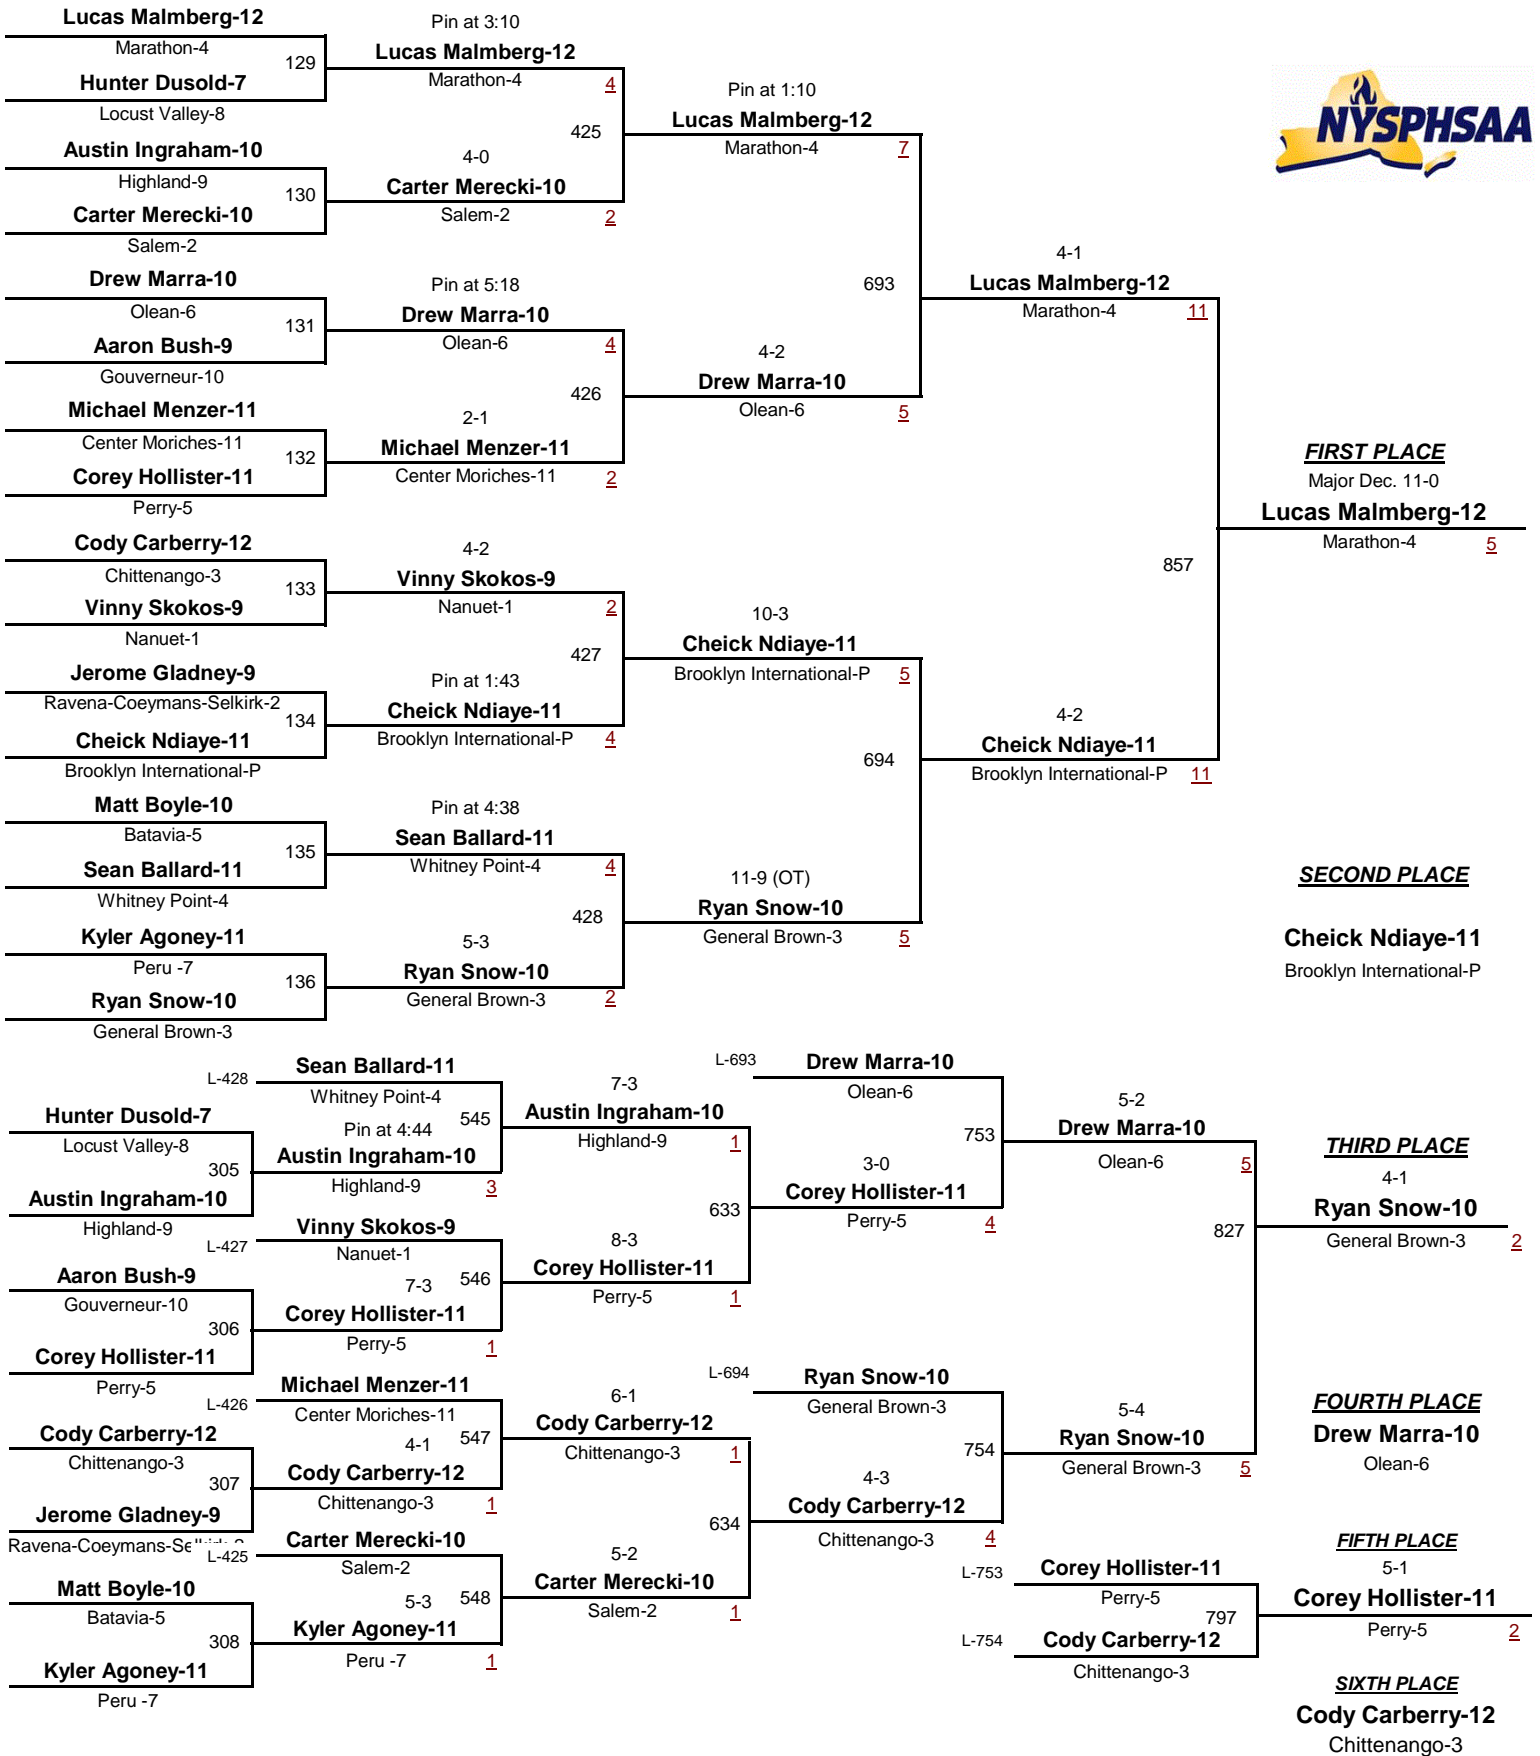 Lucas Malmberg-12
Marathon-4
129
Hunter Dusold-7
Locust Valley-8
Austin Ingraham-10
Highland-9
130
Carter Merecki-10
Salem-2
Drew Marra-10
Olean-6
131
Aaron Bush-9
Gouverneur-10
Michael Menzer-11
Center Moriches-11
132
Corey Hollister-11
Perry-5
Cody Carberry-12
Chittenango-3
133
Vinny Skokos-9
Nanuet-1
Jerome Gladney-9
Ravena-Coeymans-Selkirk-2
134
Cheick Ndiaye-11
Brooklyn International-P
Matt Boyle-10
Batavia-5
135
Sean Ballard-11
Whitney Point-4
Kyler Agoney-11
Peru -7
136
Ryan Snow-10
General Brown-3
Pin at 3:10
Lucas Malmberg-12
Marathon-4
4
425
4-0
Carter Merecki-10
Salem-2
2
Pin at 5:18
Drew Marra-10
Olean-6
4
426
2-1
Michael Menzer-11
Center Moriches-11
2
4-2
Vinny Skokos-9
Nanuet-1
2
427
Pin at 1:43
Cheick Ndiaye-11
Brooklyn International-P
4
Pin at 4:38
Sean Ballard-11
Whitney Point-4
4
428
5-3
Ryan Snow-10
General Brown-3
2
Pin at 1:10
Lucas Malmberg-12
Marathon-4
7
693
4-2
Drew Marra-10
Olean-6
5
10-3
Cheick Ndiaye-11
Brooklyn International-P
5
694
11-9 (OT)
Ryan Snow-10
General Brown-3
5
4-1
Lucas Malmberg-12
Marathon-4
11
857
4-2
Cheick Ndiaye-11
Brooklyn International-P
11
NYSPHSAA
FIRST PLACE
Major Dec. 11-0
Lucas Malmberg-12
Marathon-4
5
SECOND PLACE
Cheick Ndiaye-11
Brooklyn International-P
Hunter Dusold-7
Locust Valley-8
305
Austin Ingraham-10
Highland-9
Aaron Bush-9
Gouverneur-10
306
Corey Hollister-11
Perry-5
Cody Carberry-12
Chittenango-3
307
Jerome Gladney-9
Ravena-Coeymans-Selkirk-2
Matt Boyle-10
Batavia-5
308
Kyler Agoney-11
Peru -7
L-428
Sean Ballard-11
Whitney Point-4
545
Pin at 4:44
Austin Ingraham-10
Highland-9
3
L-427
Vinny Skokos-9
Nanuet-1
546
7-3
Corey Hollister-11
Perry-5
1
L-426
Michael Menzer-11
Center Moriches-11
547
4-1
Cody Carberry-12
Chittenango-3
1
L-425
Carter Merecki-10
Salem-2
548
5-3
Kyler Agoney-11
Peru -7
1
7-3
Austin Ingraham-10
Highland-9
1
633
8-3
Corey Hollister-11
Perry-5
1
6-1
Cody Carberry-12
Chittenango-3
1
634
5-2
Carter Merecki-10
Salem-2
1
L-693
Drew Marra-10
Olean-6
753
3-0
Corey Hollister-11
Perry-5
4
L-694
Ryan Snow-10
General Brown-3
754
4-3
Cody Carberry-12
Chittenango-3
4
5-2
Drew Marra-10
Olean-6
5
827
5-4
Ryan Snow-10
General Brown-3
5
THIRD PLACE
4-1
Ryan Snow-10
General Brown-3
2
FOURTH PLACE
Drew Marra-10
Olean-6
L-753
Corey Hollister-11
Perry-5
797
L-754
Cody Carberry-12
Chittenango-3
FIFTH PLACE
5-1
Corey Hollister-11
Perry-5
2
SIXTH PLACE
Cody Carberry-12
Chittenango-3